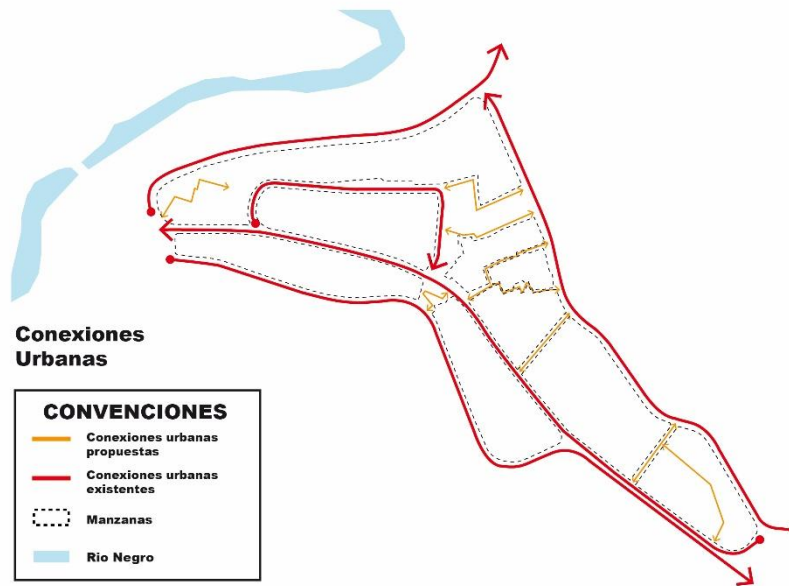 Conexiones
Urbanas
CONVENCIONES
Conexiones urbanas
propuestas
Conexiones urbanas
existentes
Manzanas
Rio Negro